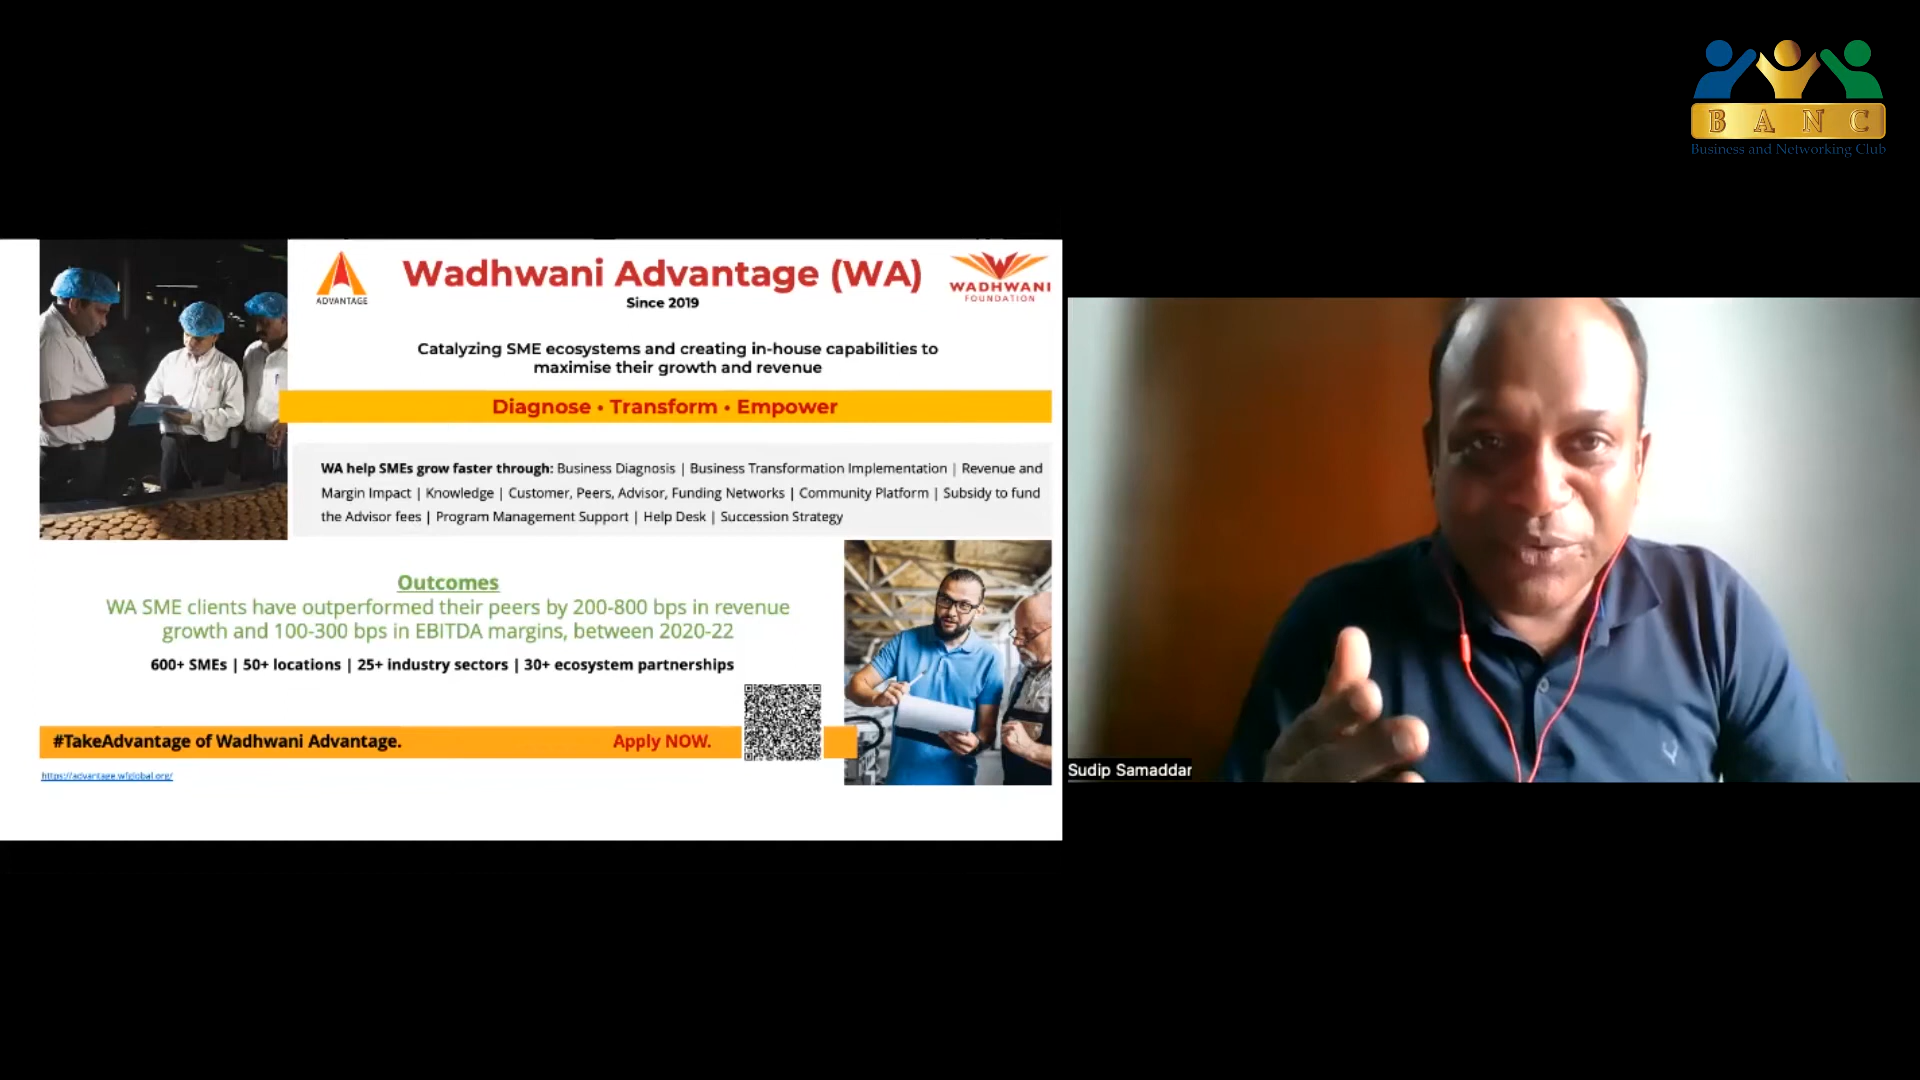 B A N C
Business and Networking Club
ADVANTAGE
Wadhwani Advantage (WA)
Since 2019
WADHWANI
FOUNDATION
Catalyzing SME ecosystems and creating in-house capabilities to
maximise their growth and revenue
Diagnose • Transform • Empower
WA help SMEs grow faster through: Business Diagnosis | Business Transformation Implementation | Revenue and
Margin Impact | Knowledge | Customer, Peers, Advisor, Funding Networks | Community Platform | Subsidy to fund
the Advisor fees | Program Management Support | Help Desk | Succession Strategy
Outcomes
WA SME clients have outperformed their peers by 200-800 bps in revenue
growth and 100-300 bps in EBITDA margins, between 2020-22
600+ SMEs | 50+ locations | 25+ industry sectors | 30+ ecosystem partnerships
#TakeAdvantage of Wadhwani Advantage. Apply NOW.
https://advantage.wfglobal.org/
Sudip Samaddar